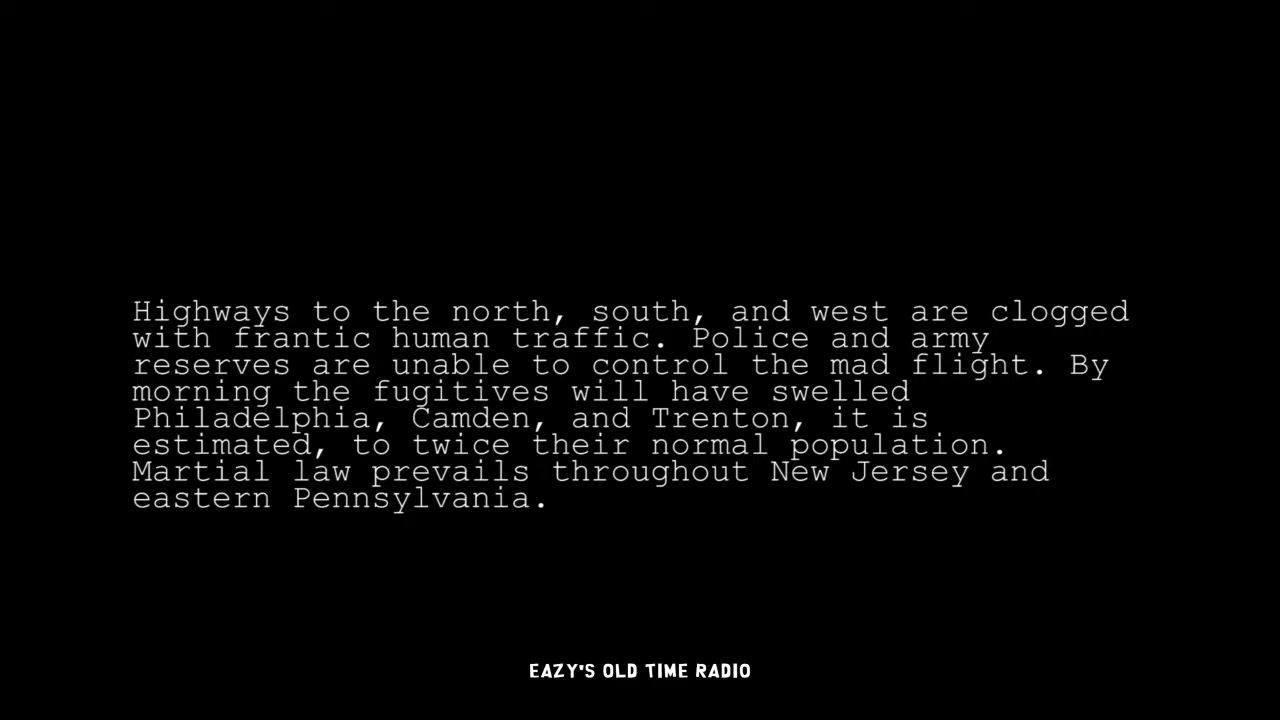 Highways to the north, south, and west are clogged
with frantic human traffic. Police and army
reserves are unable to control the mad flight. By
morning the fugitives will have swelled
Philadelphia, Camden, and Trenton, it is
estimated, to twice their normal population.
Martial law prevails throughout New Jersey and
eastern Pennsylvania.
EAZY'S OLD TIME RADIO